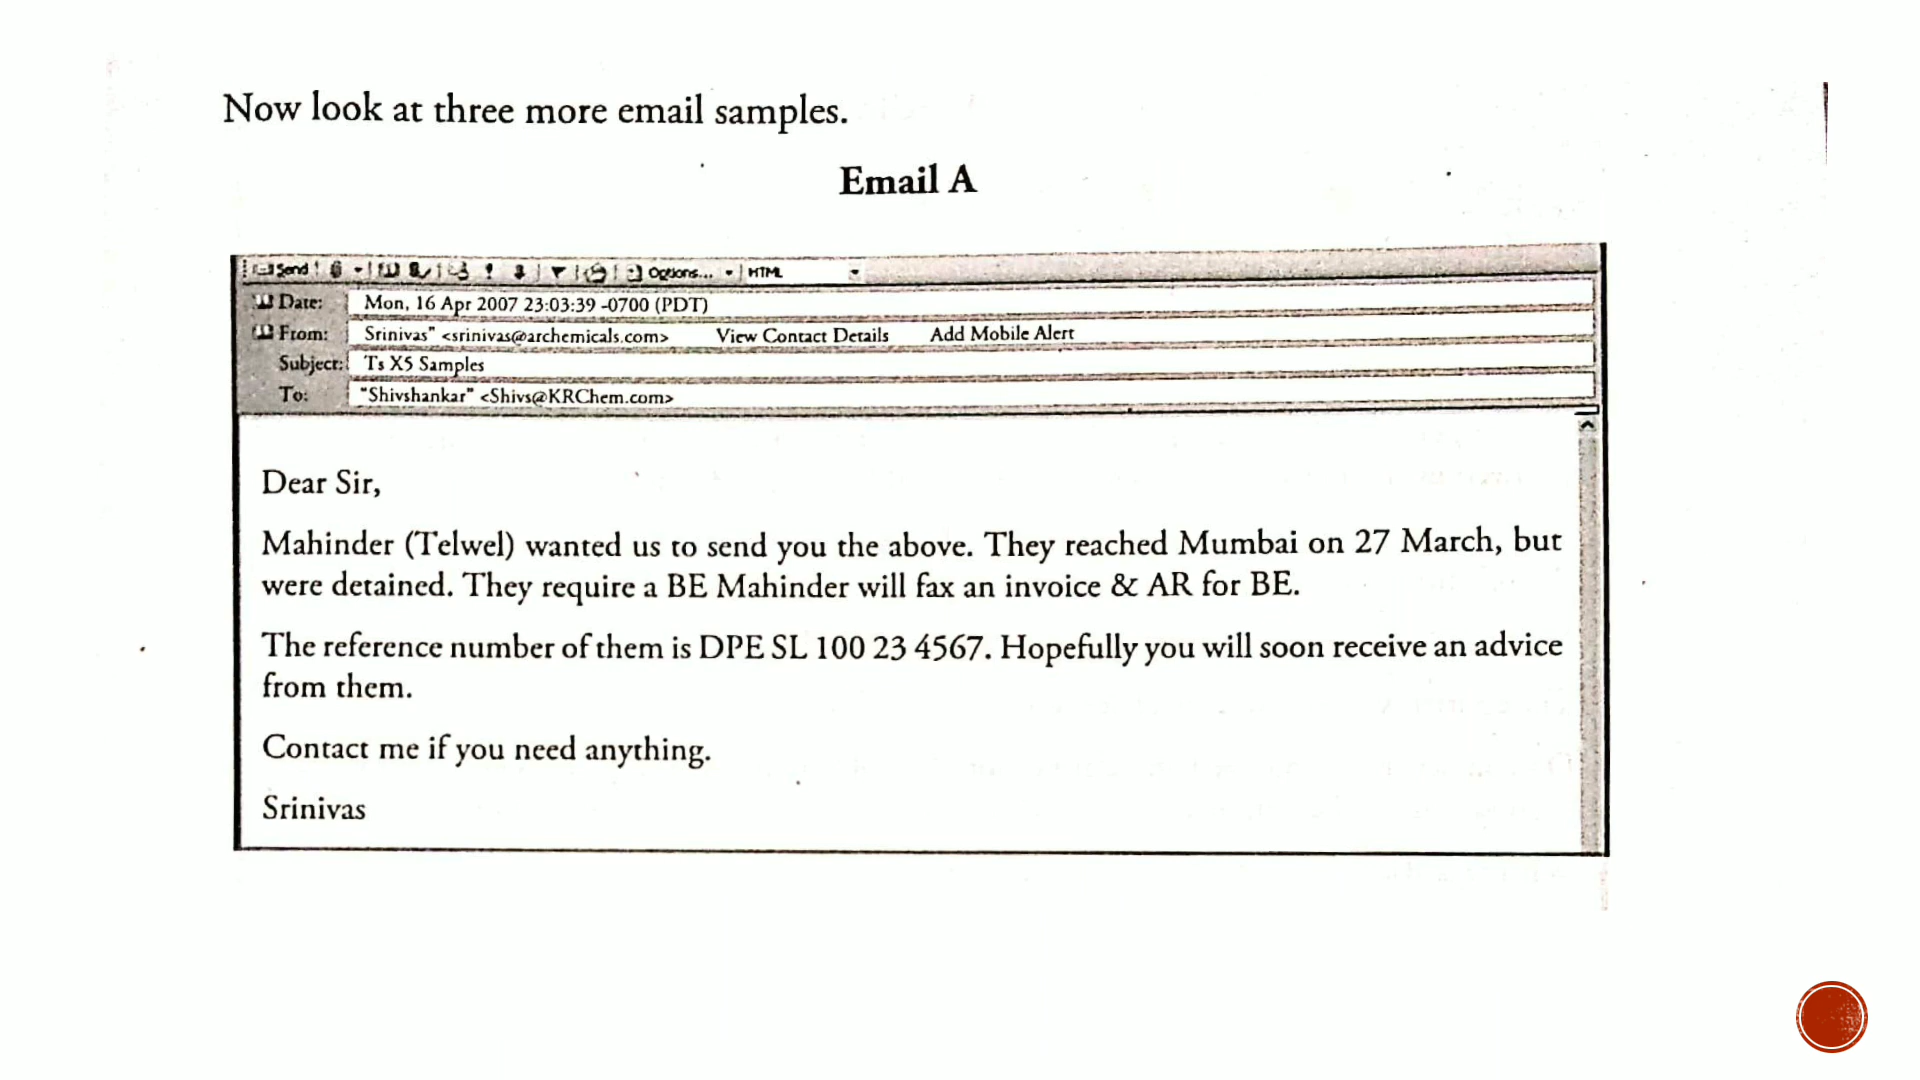 Now look at three more email samples.
Email A
Send Options... HTML
Date: Mon, 16 Apr 2007 23:03:39 -0700 (PDT)
From: Srinivas" <srinivas@archemicals.com> View Contact Details Add Mobile Alert
Subject: Ts X5 Samples
To: "Shivshankar" <Shivs@KRChem.com>
Dear Sir,
Mahinder (Telwel) wanted us to send you the above. They reached Mumbai on 27 March, but
were detained. They require a BE Mahinder will fax an invoice & AR for BE.
The reference number of them is DPE SL 100 23 4567. Hopefully you will soon receive an advice
from them.
Contact me if you need anything.
Srinivas